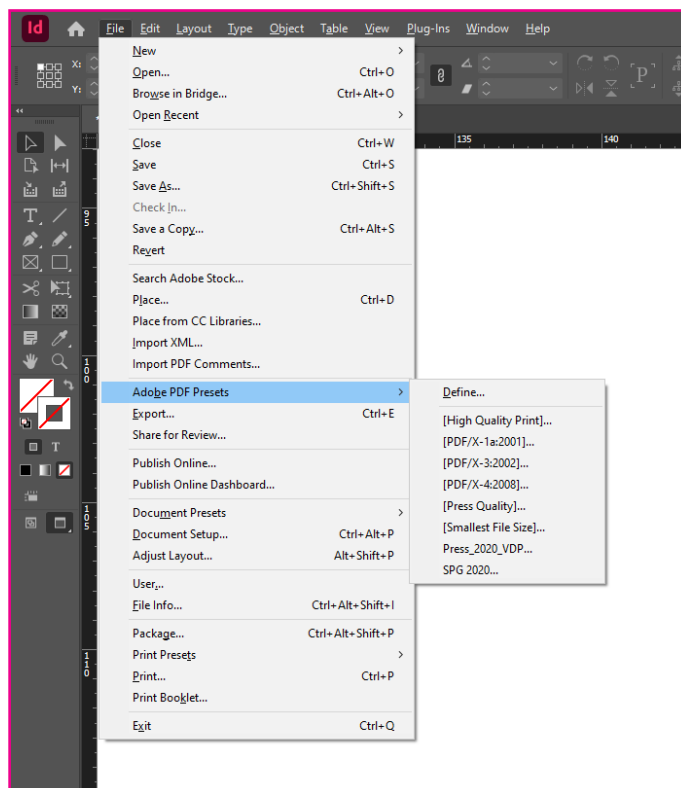 Id File Edit Layout Type Object Table View Plug-Ins Window Help
X:
Y:
P
135 140
New
Open... Ctrl+O
Browse in Bridge... Ctrl+Alt+O
Open Recent
Close Ctrl+W
Save Ctrl+S
Save As... Ctrl+Shift+S
Check In...
Save a Copy... Ctrl+Alt+S
Revert
Search Adobe Stock...
Place... Ctrl+D
Place from CC Libraries...
Import XML...
Import PDF Comments...
Adobe PDF Presets
Export... Ctrl+E
Share for Review...
Publish Online...
Publish Online Dashboard...
Document Presets
Document Setup... Ctrl+Alt+P
Adjust Layout... Alt+Shift+P
User...
File Info... Ctrl+Alt+Shift+I
Package... Ctrl+Alt+Shift+P
Print Presets
Print... Ctrl+P
Print Booklet...
Exit Ctrl+Q
Define...
[High Quality Print]...
[PDF/X-1a:2001]...
[PDF/X-3:2002]...
[PDF/X-4:2008]...
[Press Quality]...
[Smallest File Size]...
Press_2020_VDP...
SPG 2020...
T
T
95
100
105
110